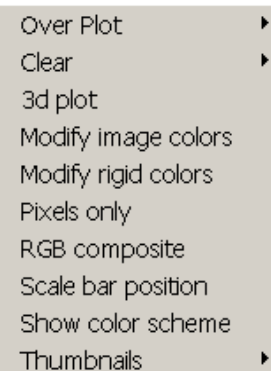 Over Plot
Clear
3d plot
Modify image colors
Modify rigid colors
Pixels only
RGB composite
Scale bar position
Show color scheme
Thumbnails